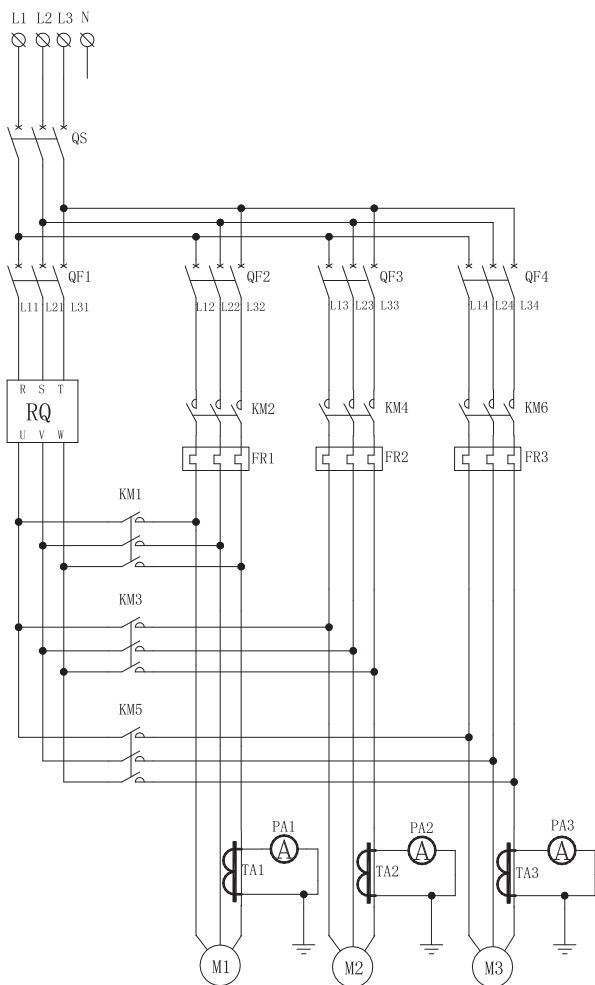 L1 L2 L3 N
QS
QF1 QF2 QF3 QF4
L11 L21 L31 L12 L22 L32 L13 L23 L33 L14 L24 L34
R S T
RQ
U V W
KM2 KM4 KM6
FR1 FR2 FR3
KM1
KM3
KM5
PA1 PA2 PA3
A A A
TA1 TA2 TA3
M1 M2 M3